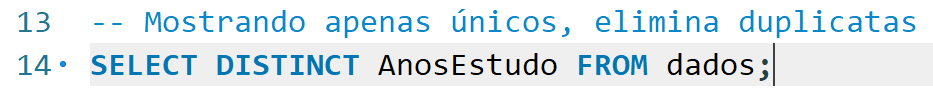 13 -- Mostrando apenas únicos, elimina duplicatas
14 SELECT DISTINCT AnosEstudo FROM dados;